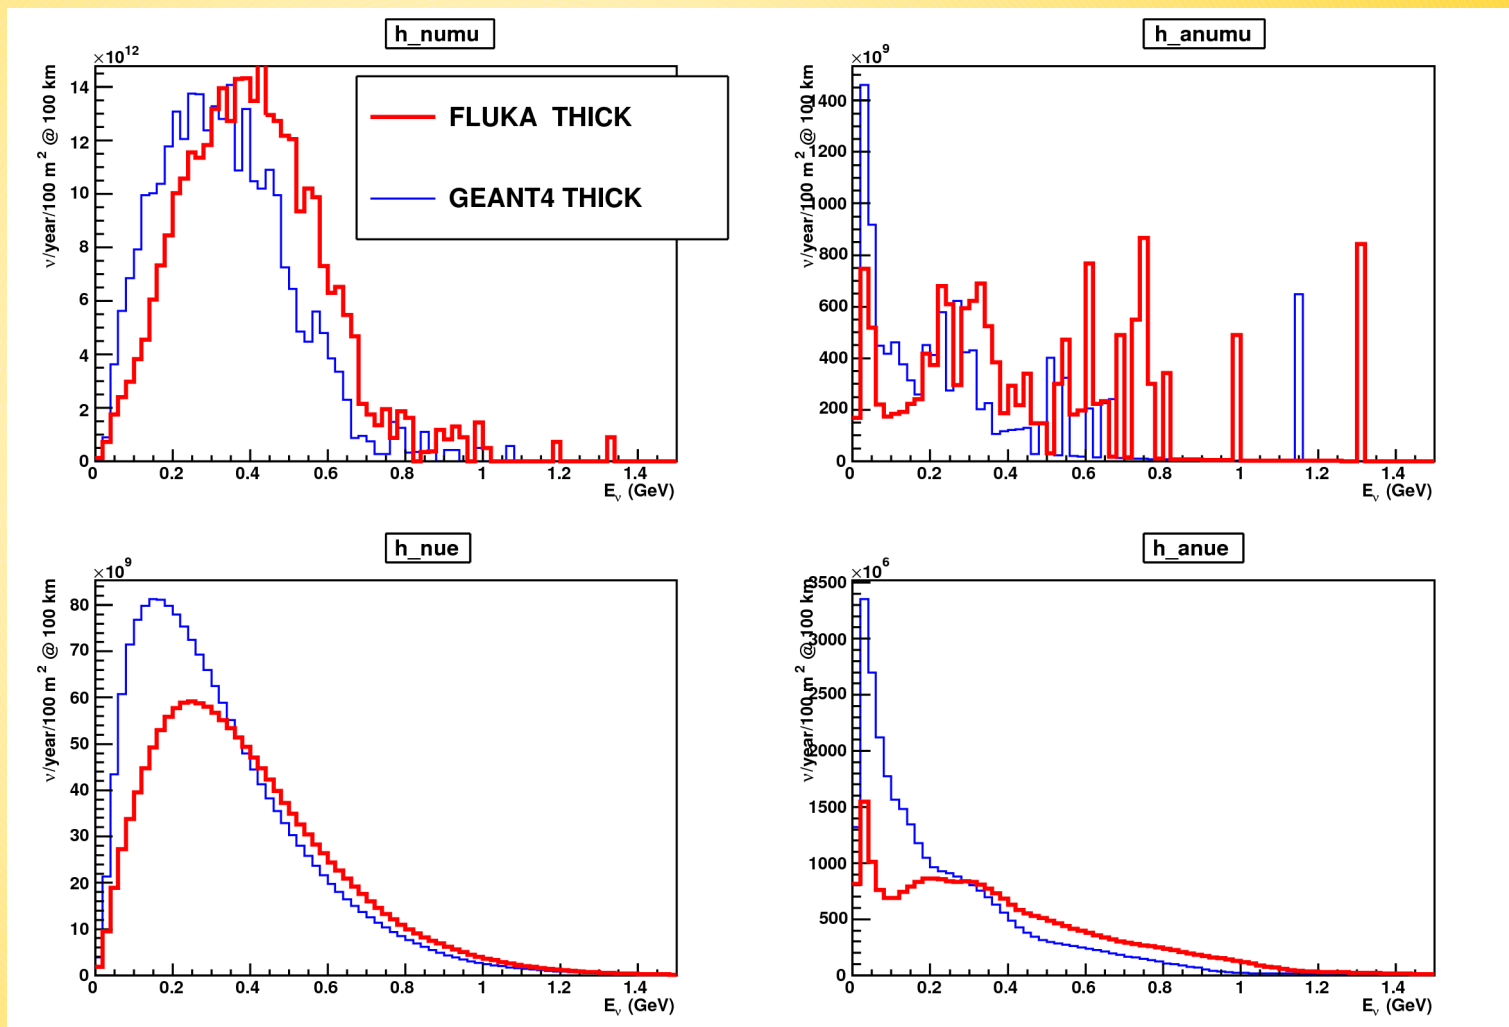 h_numu
×10¹²
ν/year/100 m² @ 100 km
14
12
10
8
6
4
2
0
0 0.2 0.4 0.6 0.8 1 1.2 1.4
Eν (GeV)
FLUKA THICK
GEANT4 THICK
h_anumu
×10⁹
ν/year/100 m² @ 100 km
1400
1200
1000
800
600
400
200
0
0 0.2 0.4 0.6 0.8 1 1.2 1.4
Eν (GeV)
h_nue
×10⁹
ν/year/100 m² @ 100 km
80
70
60
50
40
30
20
10
0
0 0.2 0.4 0.6 0.8 1 1.2 1.4
Eν (GeV)
h_anue
×10⁶
ν/year/100 m² @ 100 km
3500
3000
2500
2000
1500
1000
500
0
0 0.2 0.4 0.6 0.8 1 1.2 1.4
Eν (GeV)